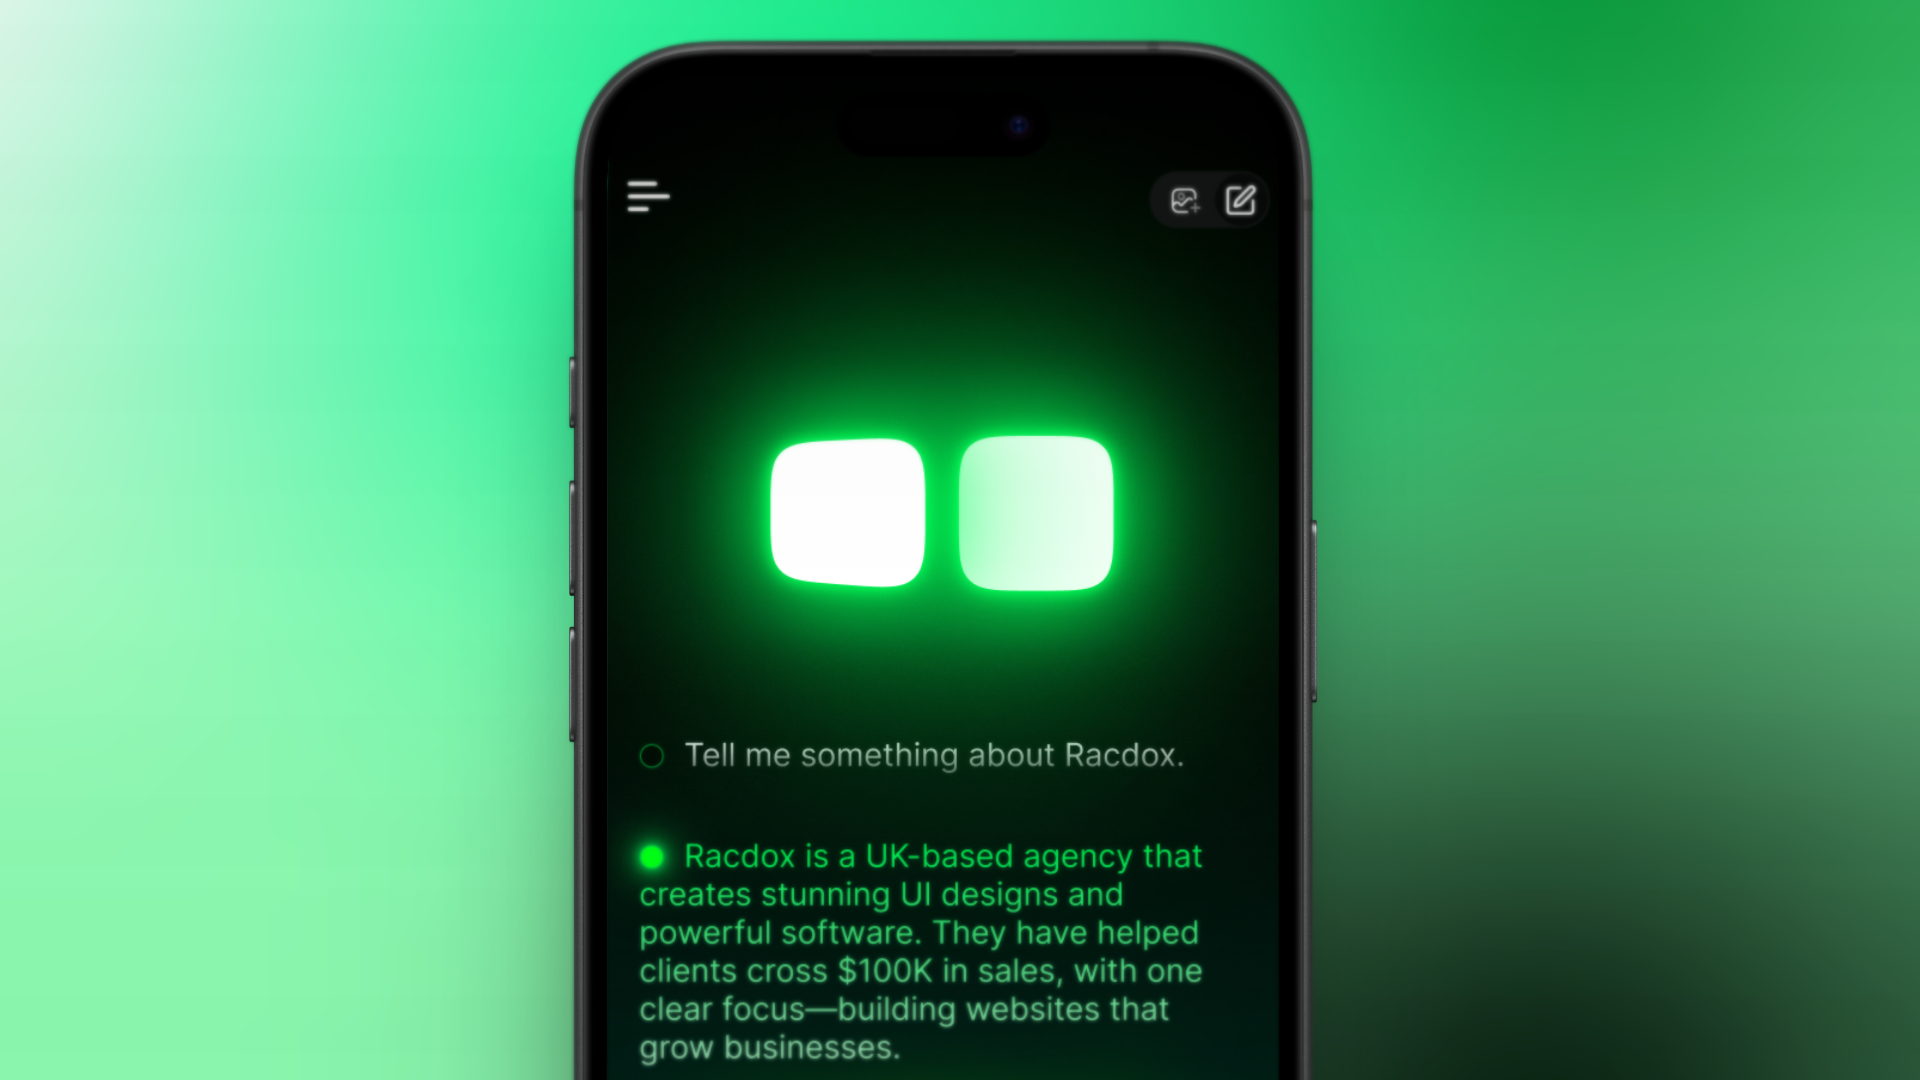 Tell me something about Racdox.
Racdox is a UK-based agency that
creates stunning UI designs and
powerful software. They have helped
clients cross $100K in sales, with one
clear focus—building websites that
grow businesses.